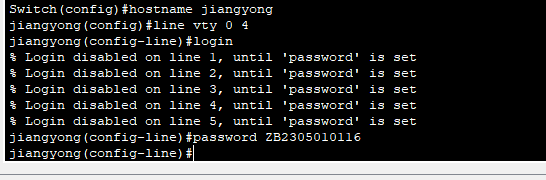 Switch(config)#hostname jiangyong
jiangyong(config)#line vty 0 4
jiangyong(config-line)#login
% Login disabled on line 1, until 'password' is set
% Login disabled on line 2, until 'password' is set
% Login disabled on line 3, until 'password' is set
% Login disabled on line 4, until 'password' is set
% Login disabled on line 5, until 'password' is set
jiangyong(config-line)#password ZB2305010116
jiangyong(config-line)#